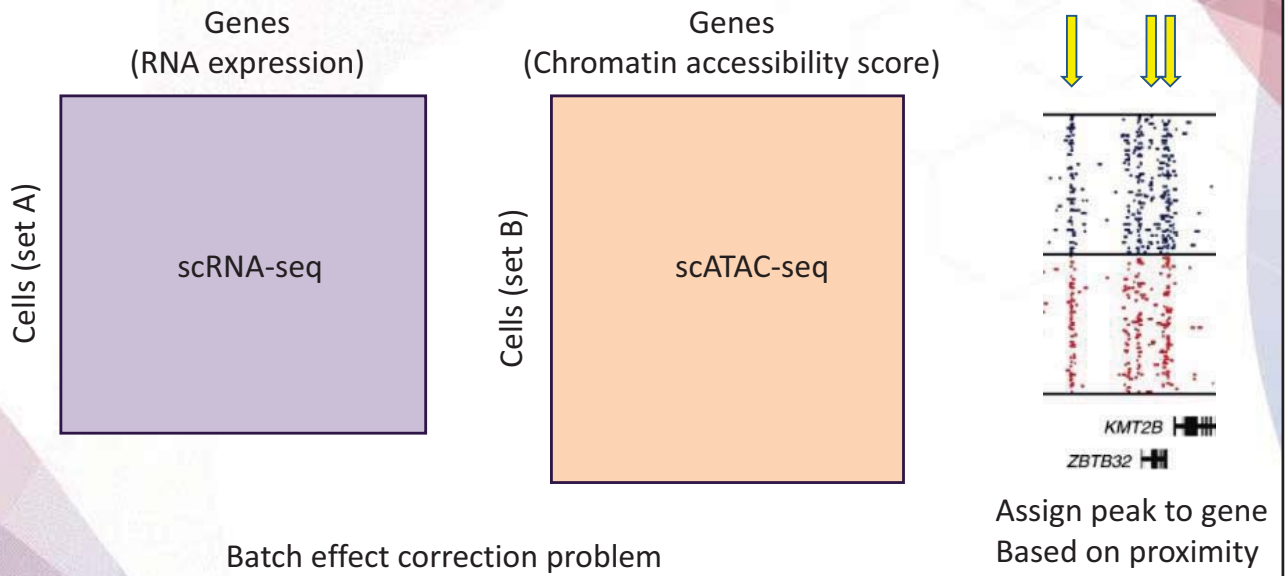 Genes
(RNA expression)
Genes
(Chromatin accessibility score)
Cells (set A)
scRNA-seq
Cells (set B)
scATAC-seq
KMT2B
ZBTB32
Assign peak to gene
Based on proximity
Batch effect correction problem